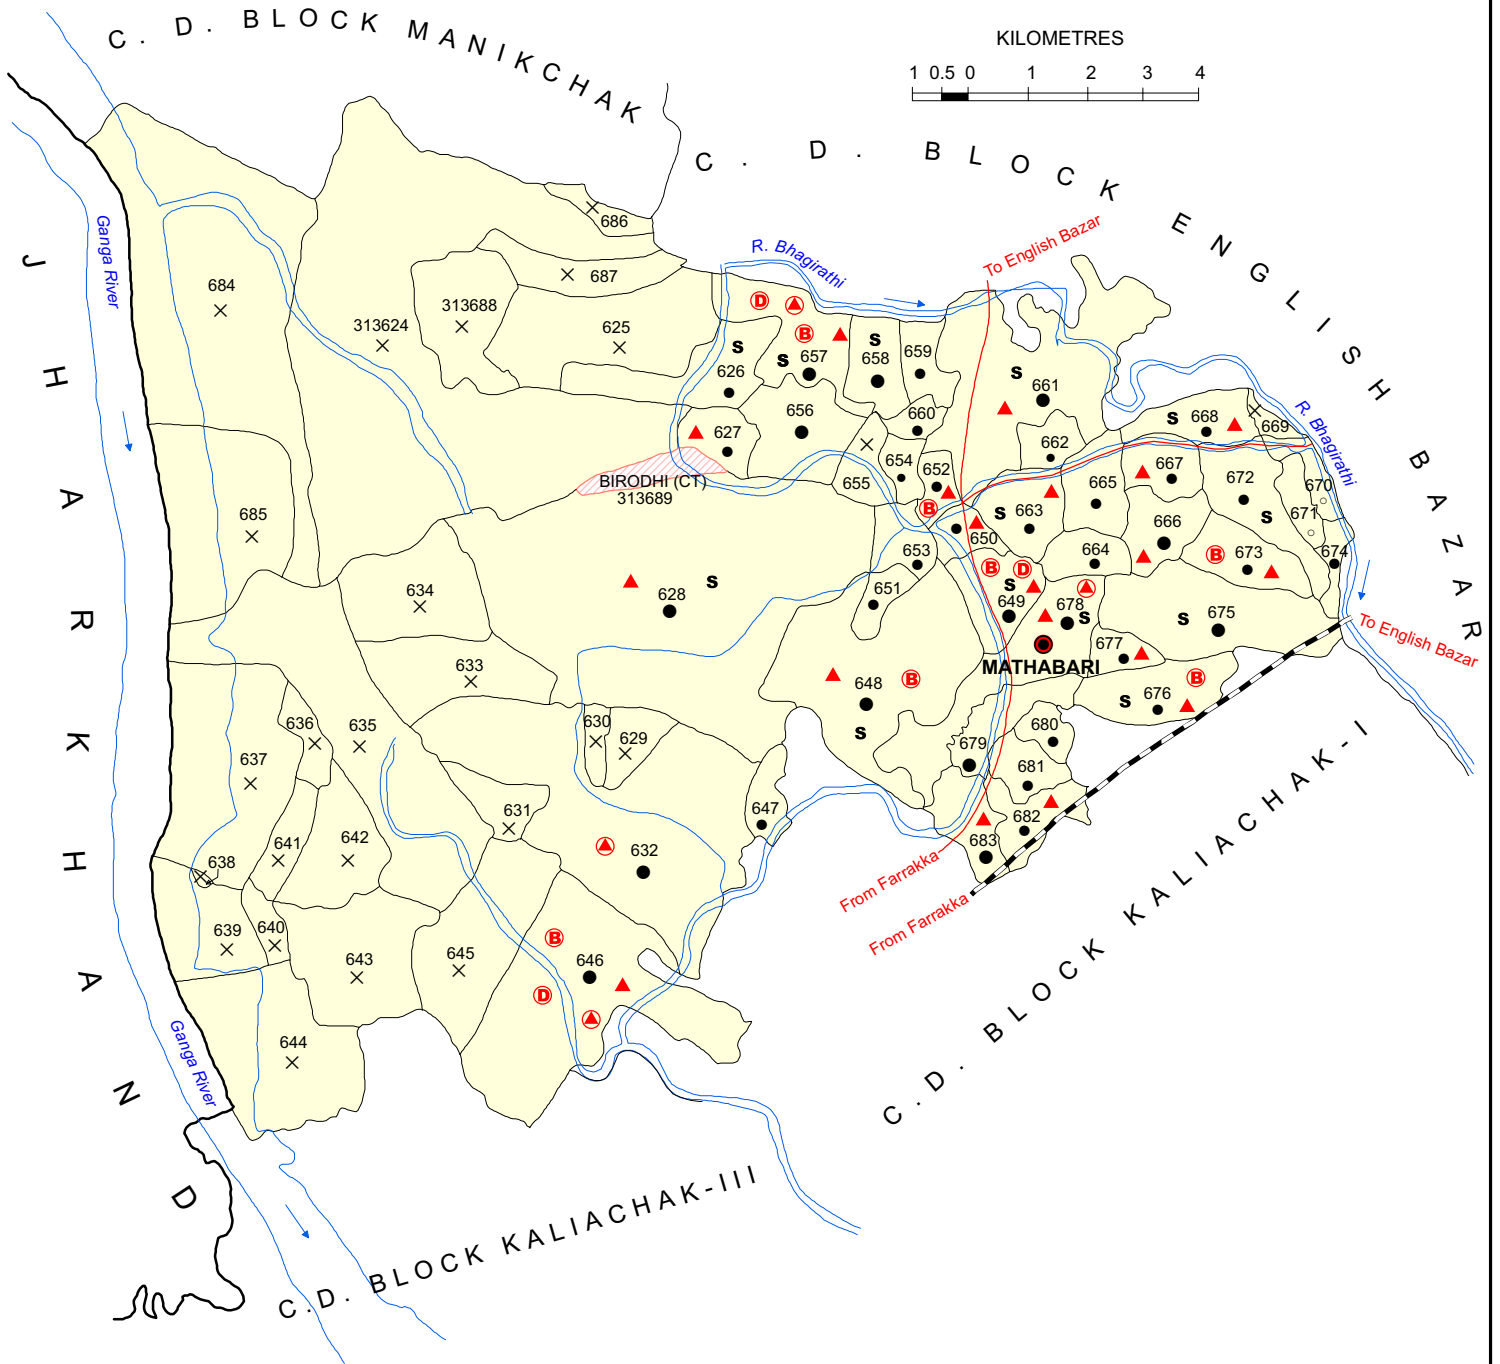 C. D. BLOCK MANIKCHAK
KILOMETRES
1 0.5 0 1 2 3 4
C. D. BLOCK ENGLISH BAZAR
JHARKHAND
Ganga River
R. Bhagirathi
To English Bazar
686
687
684
313688
313624
625
D
B
S
S
S
657
658
659
626
S
661
656
660
627
662
S
668
669
R. Bhagirathi
BIRODHI (CT)
313689
654
652
655
667
672
670
665
B
S
663
650
S
671
666
685
653
664
B
673
674
634
651
B
D
S
628
S
649
678
S
S
675
To English Bazar
677
MATHABARI
633
648
B
B
S
676
S
636
635
630
629
679
680
637
681
631
647
682
641
642
632
683
638
From Farrakka
From Farrakka
639
640
B
643
645
646
D
644
Ganga River
C.D. BLOCK KALIACHAK-I
C.D. BLOCK KALIACHAK-III